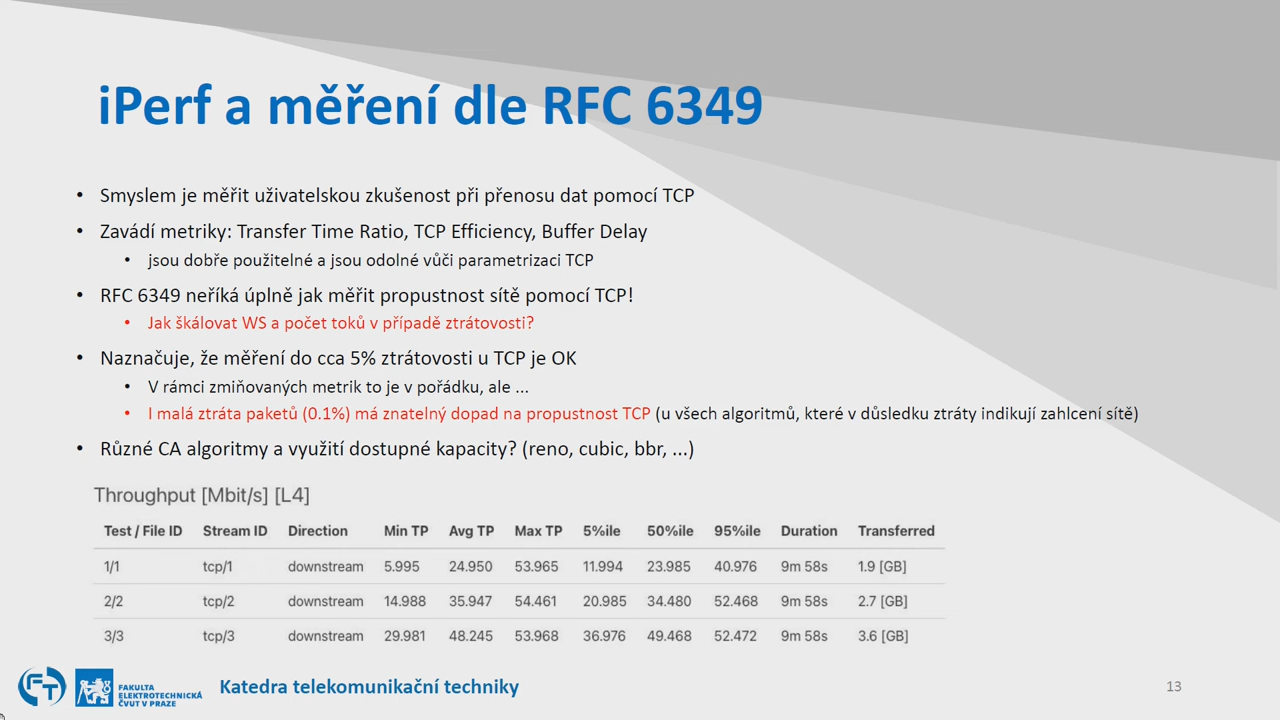 iPerf a měření dle RFC 6349
• Smyslem je měřit uživatelskou zkušenost při přenosu dat pomocí TCP
• Zavádí metriky: Transfer Time Ratio, TCP Efficiency, Buffer Delay
• jsou dobře použitelné a jsou odolné vůči parametrizaci TCP
• RFC 6349 neříká úplně jak měřit propustnost sítě pomocí TCP!
• Jak škálovat WS a počet toků v případě ztrátovosti?
• Naznačuje, že měření do cca 5% ztrátovosti u TCP je OK
• V rámci zmiňovaných metrik to je v pořádku, ale ...
• I malá ztráta paketů (0.1%) má znatelný dopad na propustnost TCP (u všech algoritmů, které v důsledku ztráty indikují zahlcení sítě)
• Různé CA algoritmy a využití dostupné kapacity? (reno, cubic, bbr, ...)
Throughput [Mbit/s] [L4]
Test / File ID Stream ID Direction Min TP Avg TP Max TP 5%ile 50%ile 95%ile Duration Transferred
1/1 tcp/1 downstream 5.995 24.950 53.965 11.994 23.985 40.976 9m 58s 1.9 [GB]
2/2 tcp/2 downstream 14.988 35.947 54.461 20.985 34.480 52.468 9m 58s 2.7 [GB]
3/3 tcp/3 downstream 29.981 48.245 53.968 36.976 49.468 52.472 9m 58s 3.6 [GB]
FAKULTA
ELEKTROTECHNICKÁ
ČVUT V PRAZE
Katedra telekomunikační techniky
13